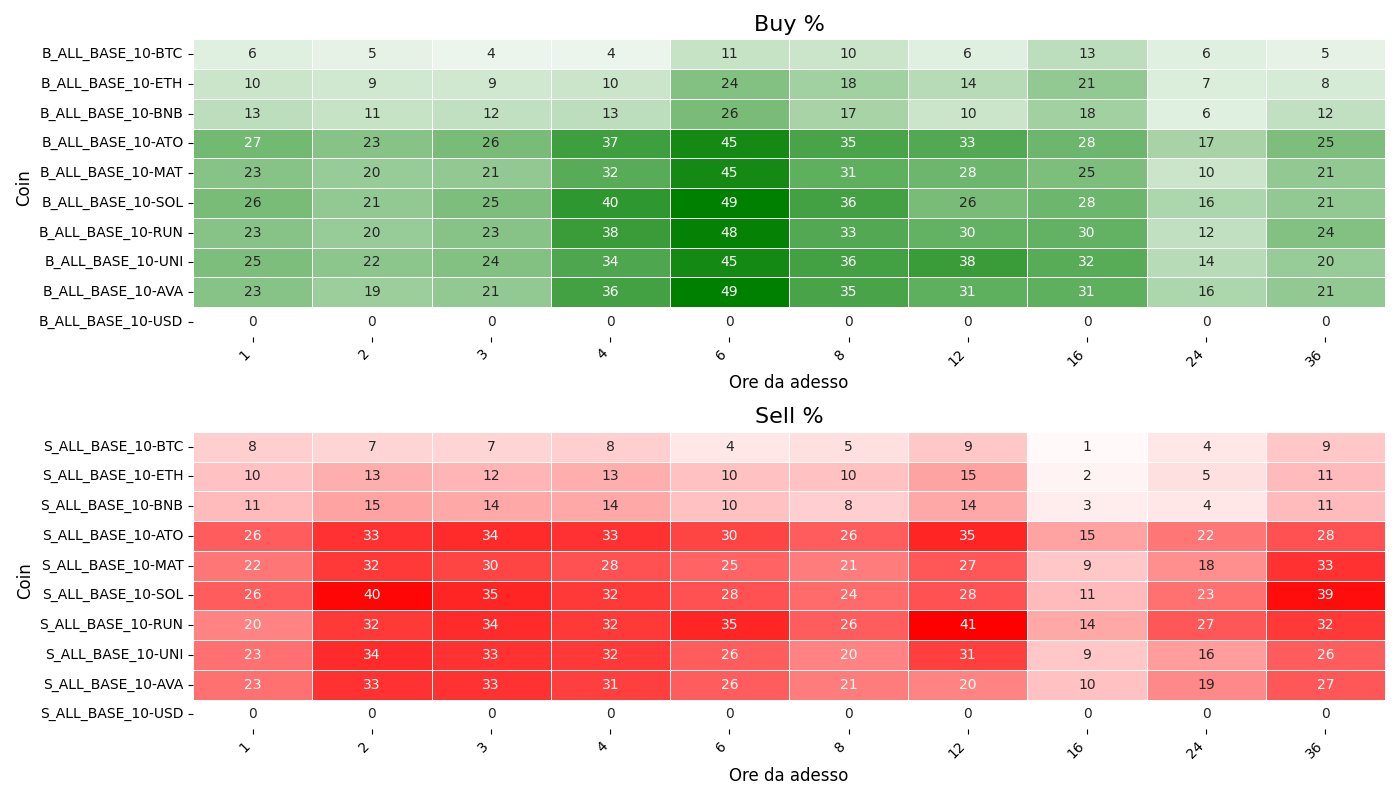 Buy %
Coin
B_ALL_BASE_10-BTC 6 5 4 4 11 10 6 13 6 5
B_ALL_BASE_10-ETH 10 9 9 10 24 18 14 21 7 8
B_ALL_BASE_10-BNB 13 11 12 13 26 17 10 18 6 12
B_ALL_BASE_10-ATO 27 23 26 37 45 35 33 28 17 25
B_ALL_BASE_10-MAT 23 20 21 32 45 31 28 25 10 21
B_ALL_BASE_10-SOL 26 21 25 40 49 36 26 28 16 21
B_ALL_BASE_10-RUN 23 20 23 38 48 33 30 30 12 24
B_ALL_BASE_10-UNI 25 22 24 34 45 36 38 32 14 20
B_ALL_BASE_10-AVA 23 19 21 36 49 35 31 31 16 21
B_ALL_BASE_10-USD 0 0 0 0 0 0 0 0 0 0
1 2 3 4 6 8 12 16 24 36
Ore da adesso
Sell %
Coin
S_ALL_BASE_10-BTC 8 7 7 8 4 5 9 1 4 9
S_ALL_BASE_10-ETH 10 13 12 13 10 10 15 2 5 11
S_ALL_BASE_10-BNB 11 15 14 14 10 8 14 3 4 11
S_ALL_BASE_10-ATO 26 33 34 33 30 26 35 15 22 28
S_ALL_BASE_10-MAT 22 32 30 28 25 21 27 9 18 33
S_ALL_BASE_10-SOL 26 40 35 32 28 24 28 11 23 39
S_ALL_BASE_10-RUN 20 32 34 32 35 26 41 14 27 32
S_ALL_BASE_10-UNI 23 34 33 32 26 20 31 9 16 26
S_ALL_BASE_10-AVA 23 33 33 31 26 21 20 10 19 27
S_ALL_BASE_10-USD 0 0 0 0 0 0 0 0 0 0
1 2 3 4 6 8 12 16 24 36
Ore da adesso